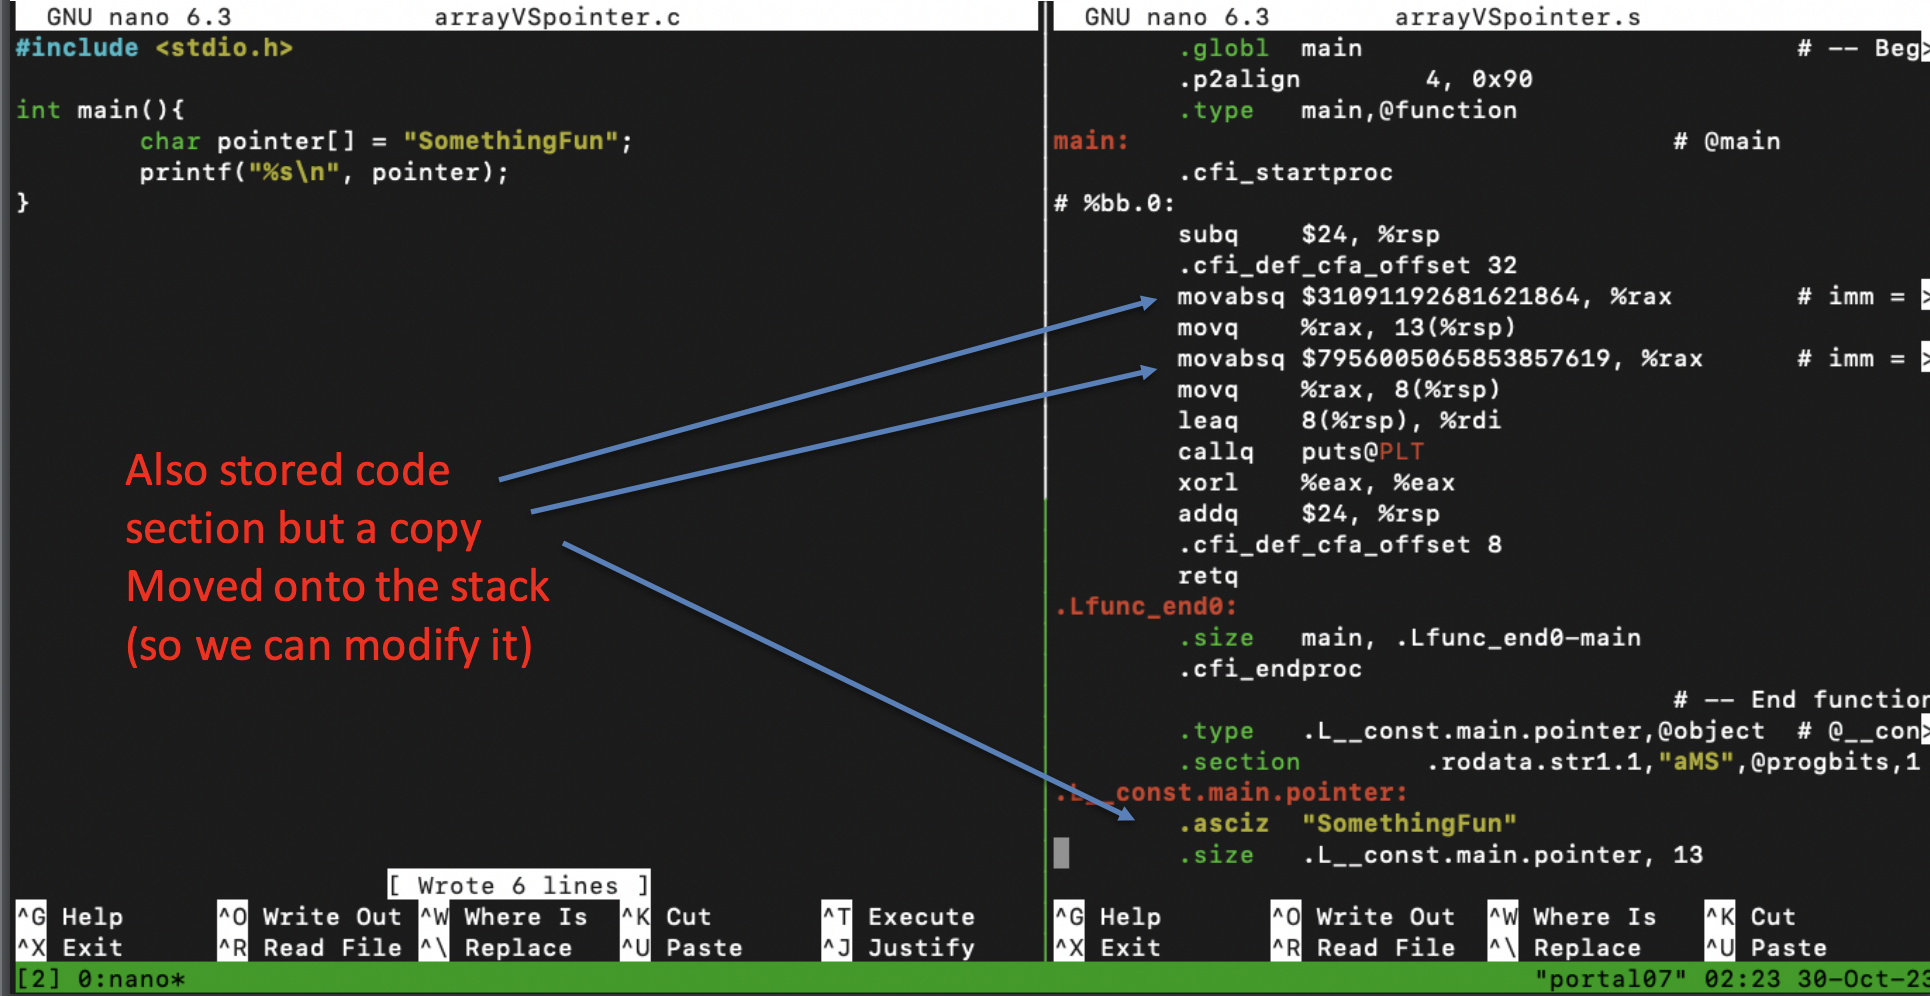 GNU nano 6.3 arrayVSpointer.c
#include <stdio.h>
int main(){
char pointer[] = "SomethingFun";
printf("%s\n", pointer);
}
Also stored code
section but a copy
Moved onto the stack
(so we can modify it)
[ Wrote 6 lines ]
^G Help ^O Write Out ^W Where Is ^K Cut ^T Execute
^X Exit ^R Read File ^\ Replace ^U Paste ^J Justify
GNU nano 6.3 arrayVSpointer.s
.globl main # -- Beg>
.p2align 4, 0x90
.type main,@function
main: # @main
.cfi_startproc
# %bb.0:
subq $24, %rsp
.cfi_def_cfa_offset 32
movabsq $31091192681621864, %rax # imm = >
movq %rax, 13(%rsp)
movabsq $7956005065853857619, %rax # imm = >
movq %rax, 8(%rsp)
leaq 8(%rsp), %rdi
callq puts@PLT
xorl %eax, %eax
addq $24, %rsp
.cfi_def_cfa_offset 8
retq
.Lfunc_end0:
.size main, .Lfunc_end0-main
.cfi_endproc
# -- End function
.type .L__const.main.pointer,@object # @__con>
.section .rodata.str1.1,"aMS",@progbits,1
.L__const.main.pointer:
.asciz "SomethingFun"
.size .L__const.main.pointer, 13
^G Help ^O Write Out ^W Where Is ^K Cut
^X Exit ^R Read File ^\ Replace ^U Paste
[2] 0:nano* "portal07" 02:23 30-Oct-23